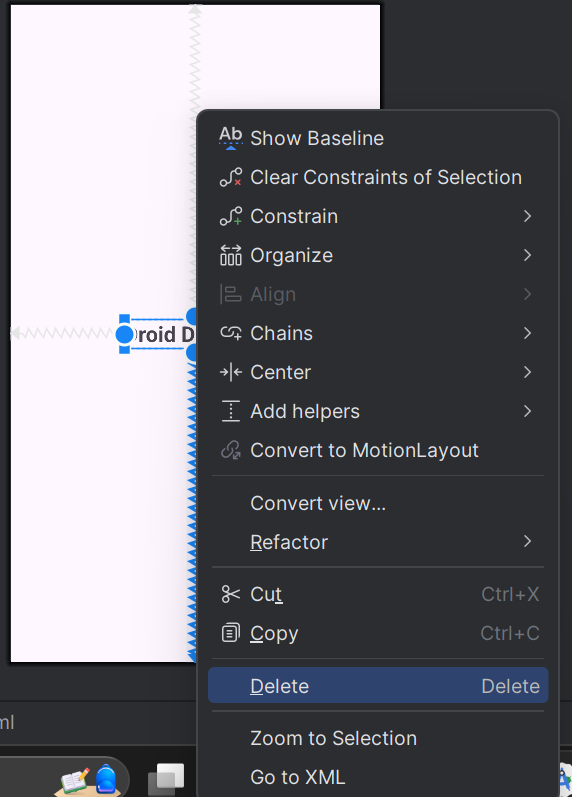 Ab Show Baseline
Clear Constraints of Selection
Constrain
Organize
Align
Chains
Center
Add helpers
Convert to MotionLayout
Convert view...
Refactor
Cut Ctrl+X
Copy Ctrl+C
Delete Delete
Zoom to Selection
Go to XML
roid D
ml